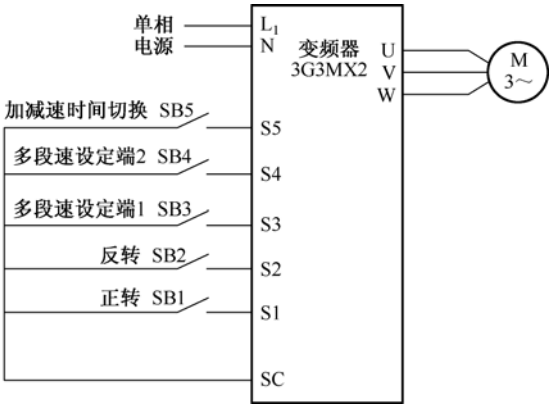 单相
电源
L1
N
变频器
3G3MX2
U
V
W
M
3～
加减速时间切换 SB5
S5
多段速设定端2 SB4
S4
多段速设定端1 SB3
S3
反转 SB2
S2
正转 SB1
S1
SC